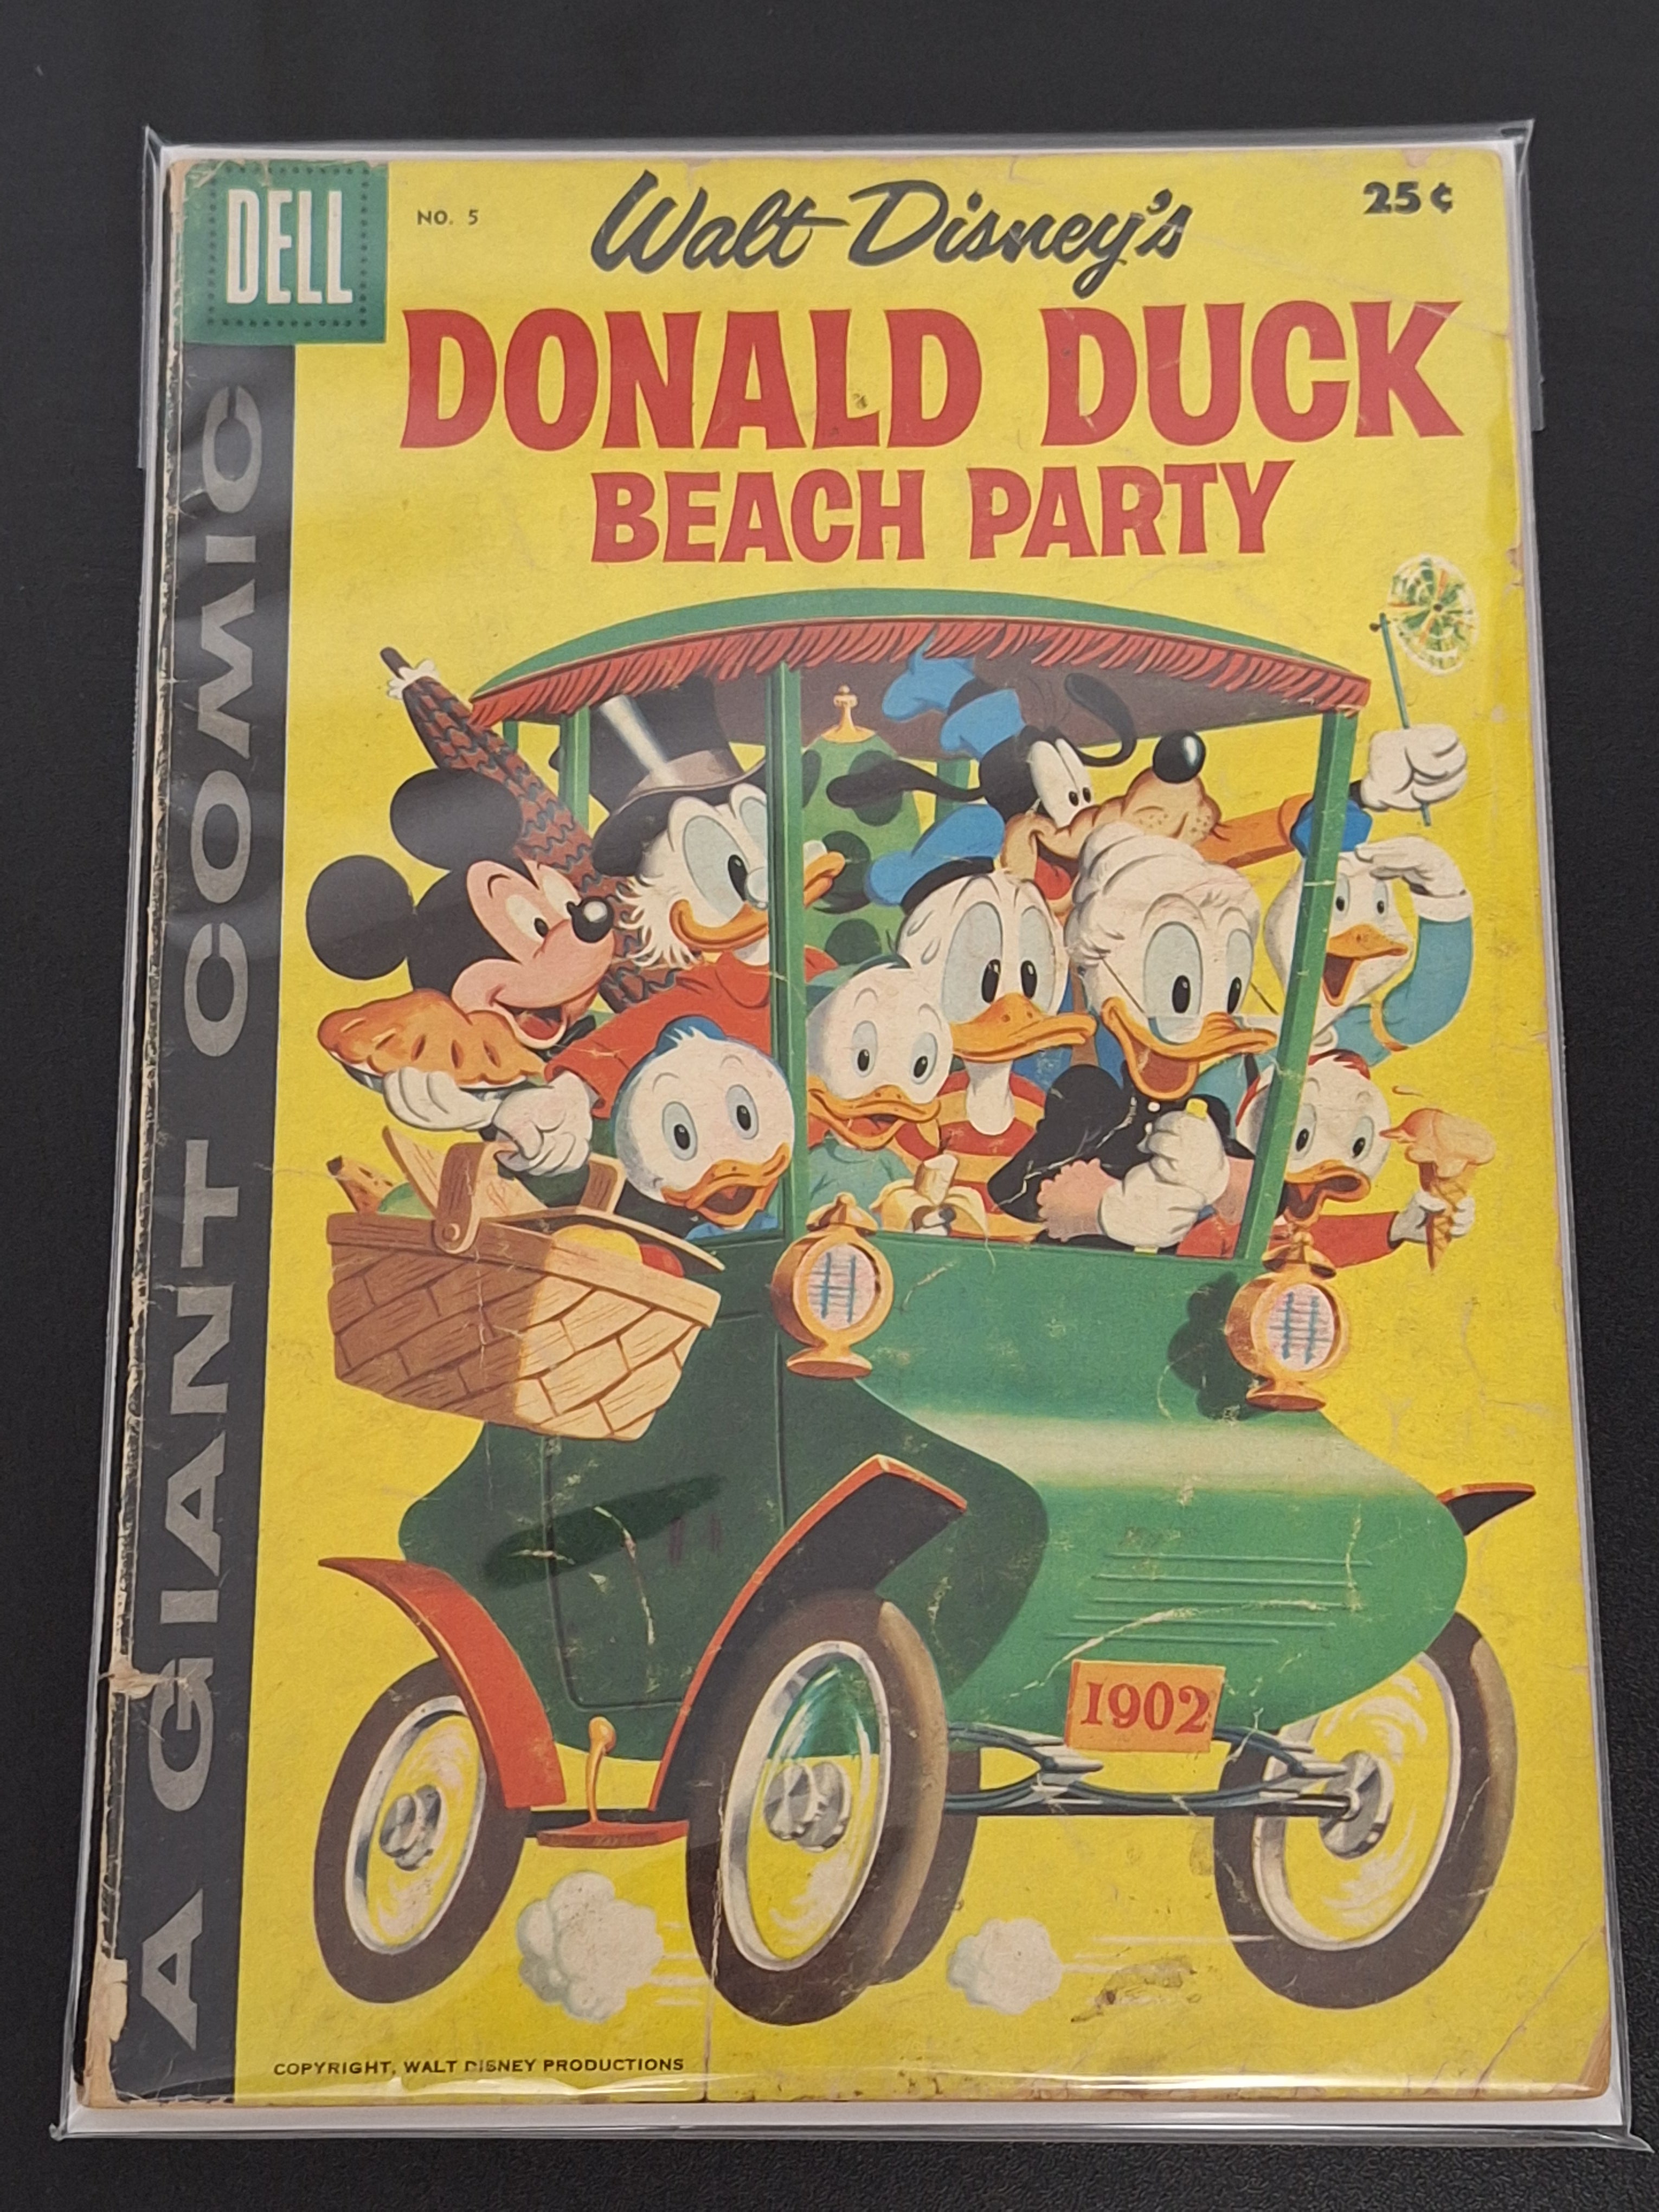 DELL
NO. 5
Walt Disney's
25¢
DONALD DUCK
BEACH PARTY
A GIANT COMIC
1902
COPYRIGHT, WALT DISNEY PRODUCTIONS